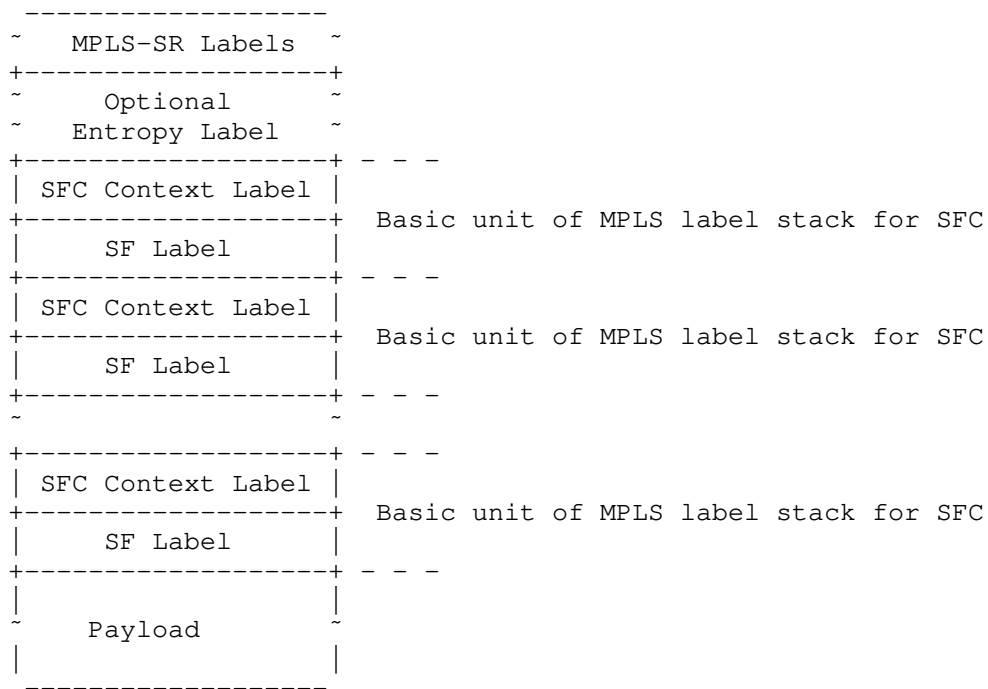 -------------------
~   MPLS-SR Labels  ~
+-------------------+
~      Optional     ~
~   Entropy Label   ~
+-------------------+ - - -
| SFC Context Label |
+-------------------+  Basic unit of MPLS label stack for SFC
|     SF Label      |
+-------------------+ - - -
| SFC Context Label |
+-------------------+  Basic unit of MPLS label stack for SFC
|     SF Label      |
+-------------------+ - - -
~                   ~
+-------------------+ - - -
| SFC Context Label |
+-------------------+  Basic unit of MPLS label stack for SFC
|     SF Label      |
+-------------------+ - - -
|                   |
~    Payload        ~
|                   |
 -------------------